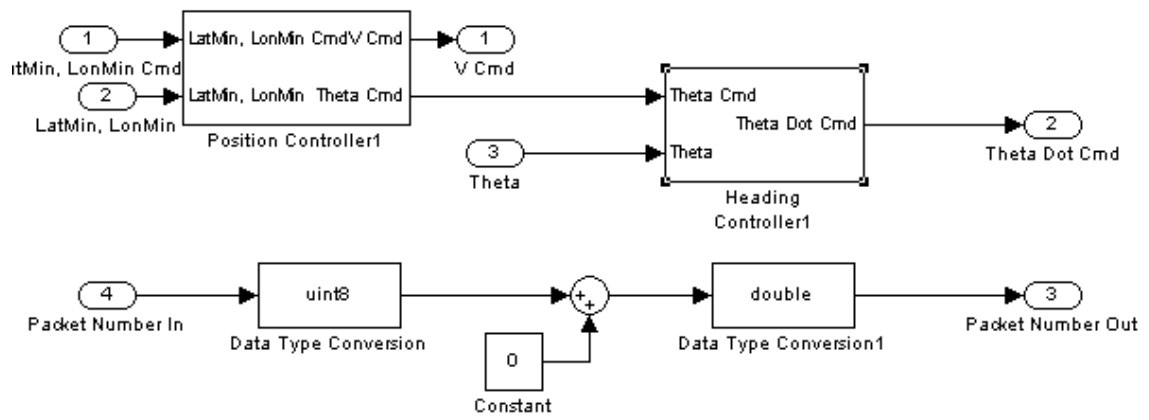 1
LatMin, LonMin Cmd
V Cmd
1
atMin, LonMin Cmd
V Cmd
2
LatMin, LonMin
Theta Cmd
LatMin, LonMin
Position Controller1
Theta Cmd
Theta Dot Cmd
2
3
Theta
Theta
Theta Dot Cmd
Heading
Controller1
4
uint8
+
+
double
3
Packet Number In
Data Type Conversion
Data Type Conversion1
Packet Number Out
0
Constant